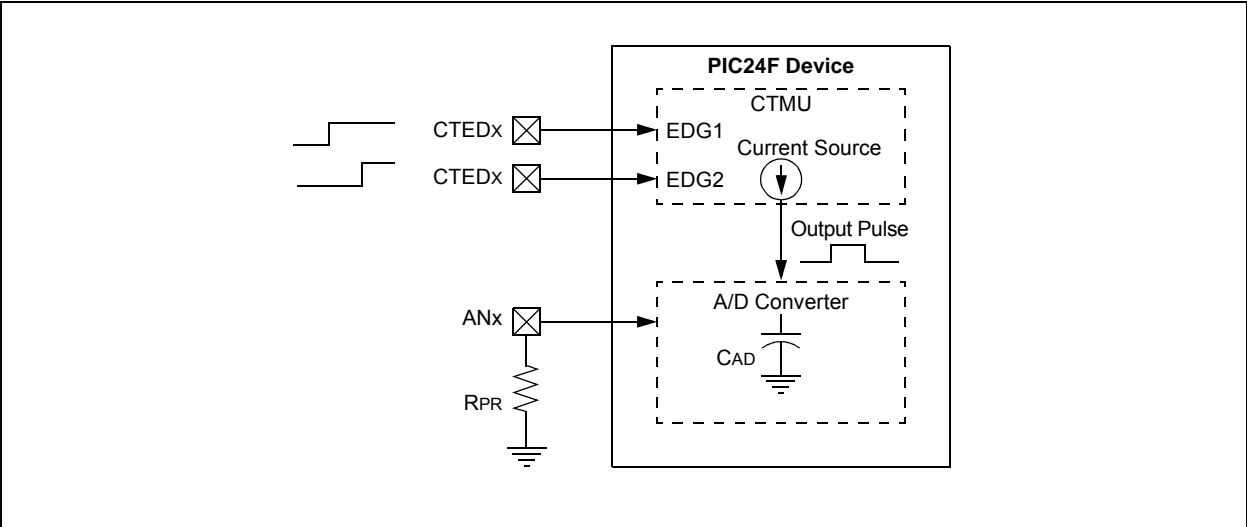 PIC24F Device
CTMU
CTEDX
EDG1
Current Source
CTEDX
EDG2
Output Pulse
A/D Converter
ANx
CAD
RPR